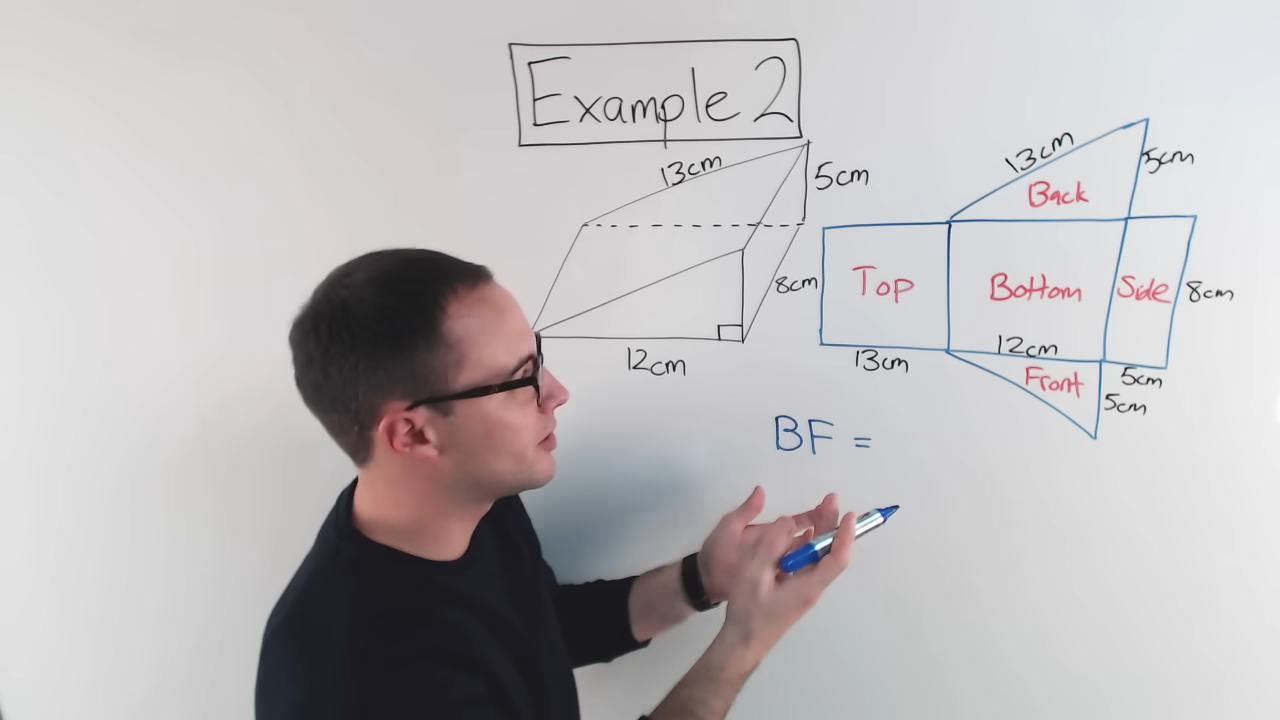 Example 2
13cm
5cm
8cm
12cm
13cm
5cm
Back
Top
Bottom
Side
8cm
13cm
12cm
Front
5cm
5cm
BF =